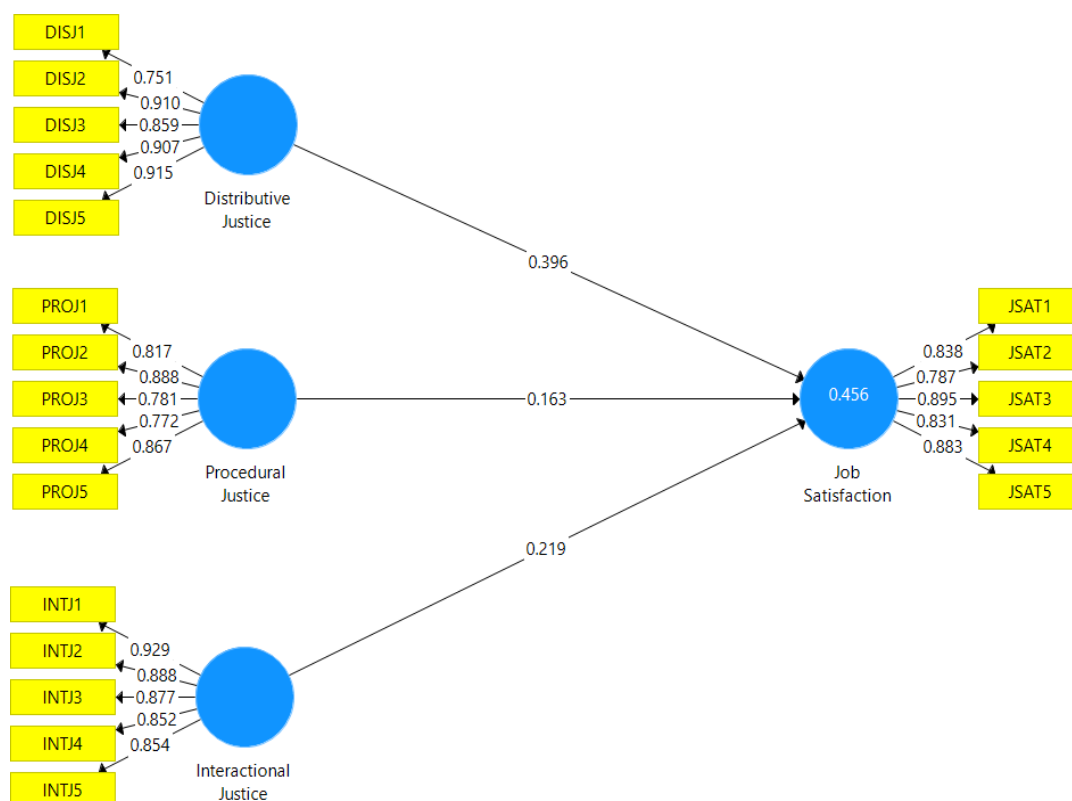 DISJ1
DISJ2
DISJ3
DISJ4
DISJ5
0.751
0.910
0.859
0.907
0.915
Distributive
Justice
0.396
PROJ1
PROJ2
PROJ3
PROJ4
PROJ5
0.817
0.888
0.781
0.772
0.867
Procedural
Justice
0.163
INTJ1
INTJ2
INTJ3
INTJ4
INTJ5
0.929
0.888
0.877
0.852
0.854
Interactional
Justice
0.219
0.456
Job
Satisfaction
0.838
0.787
0.895
0.831
0.883
JSAT1
JSAT2
JSAT3
JSAT4
JSAT5